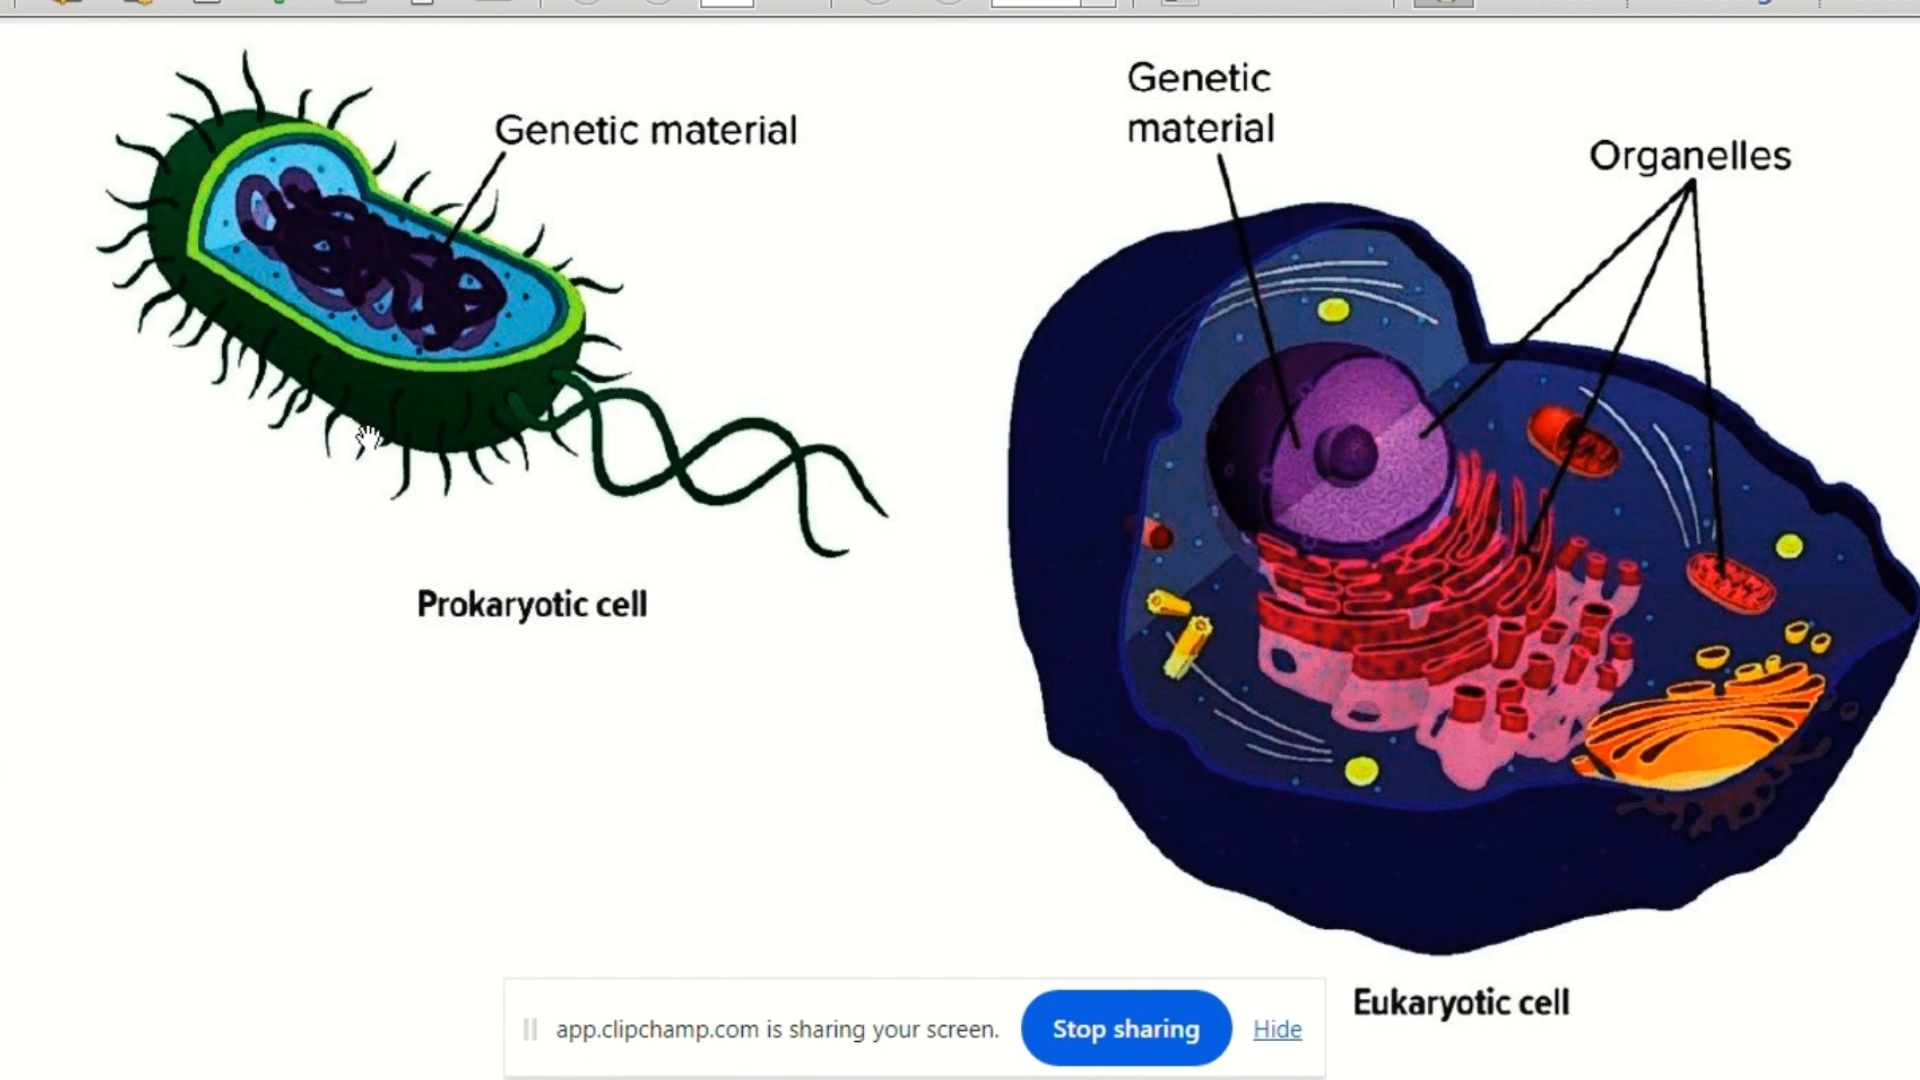 Genetic material
Genetic
material
Organelles
Prokaryotic cell
Eukaryotic cell
app.clipchamp.com is sharing your screen.
Stop sharing
Hide